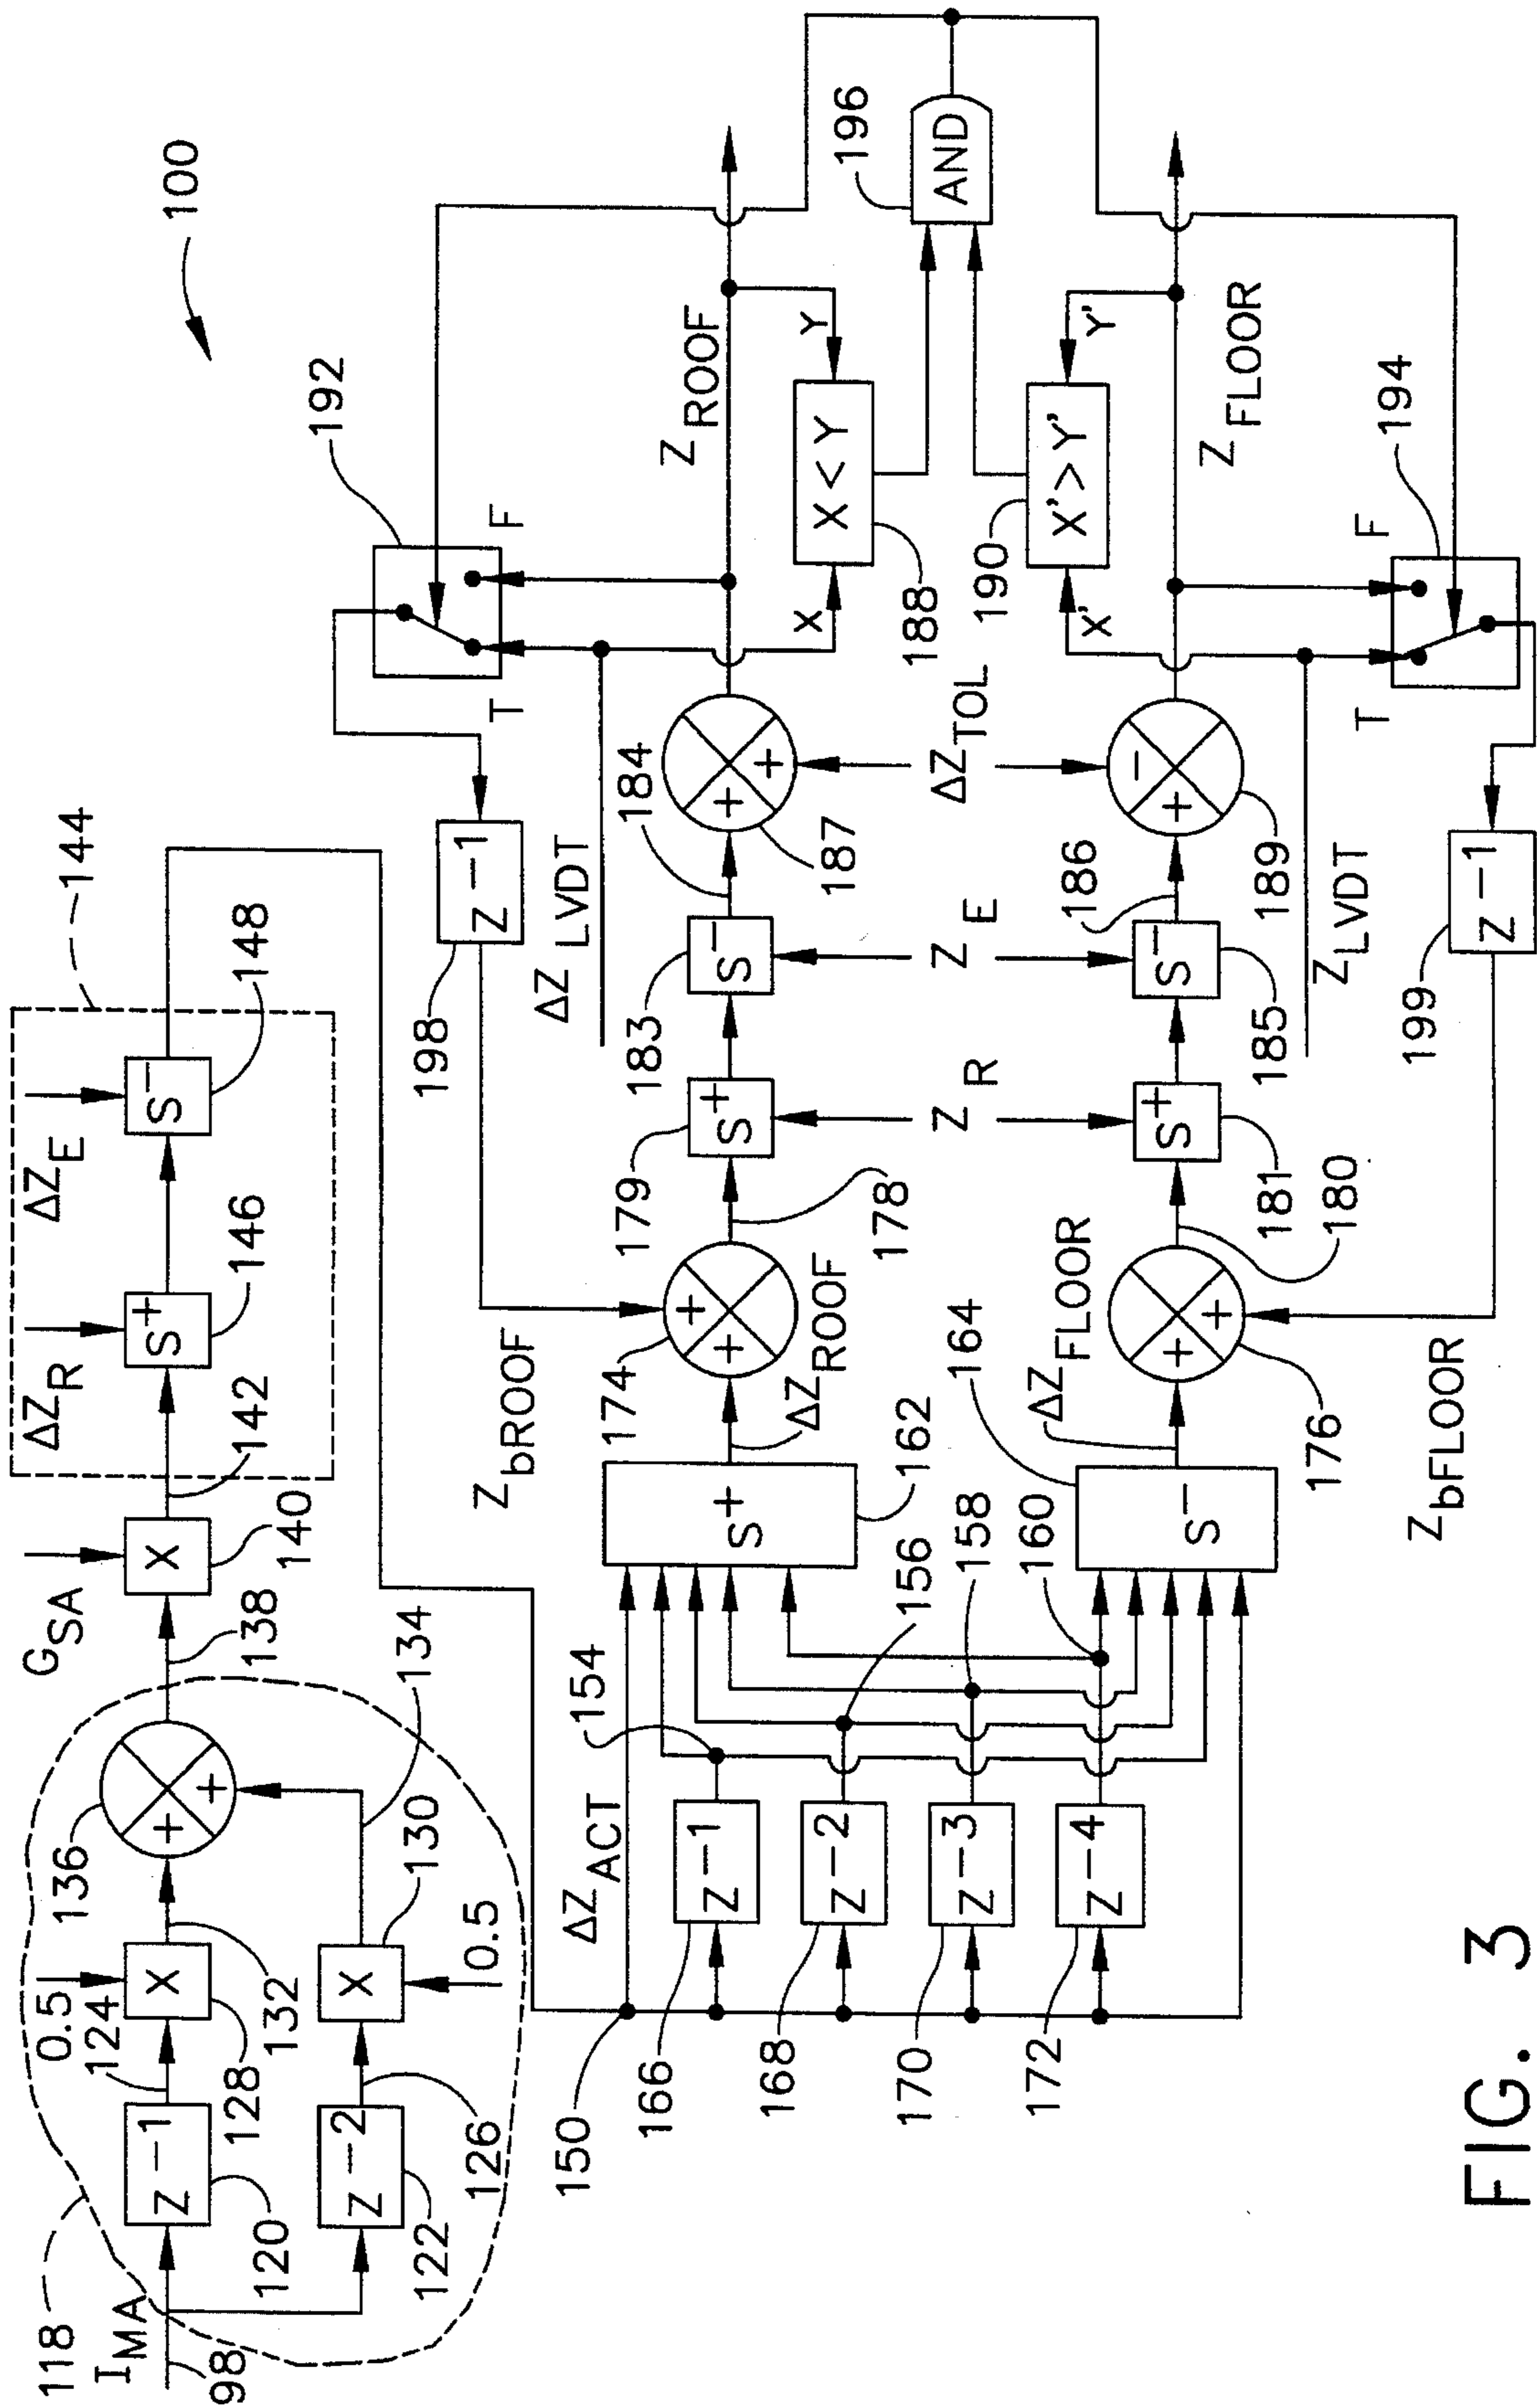 100
118
I_MA
98
Z^-1
120
124
0.5
X
128
132
136
+
+
138
Z^-2
122
126
X
130
0.5
134
G_SA
X
140
142
144
ΔZ_R
S^+
146
ΔZ_E
S^-
148
150
ΔZ_ACT
166
Z^-1
154
168
Z^-2
156
170
Z^-3
158
172
Z^-4
160
S^+
162
S^-
164
ΔZ_ROOF
174
+
+
Z_bROOF
178
179
S^+
183
S^-
184
+
+
187
ΔZ_FLOOR
176
+
+
Z_bFLOOR
180
181
S^+
185
S^-
186
+
-
189
Z_R
Z_E
ΔZ_TOL
198
Z^-1
ΔZ_LVDT
192
T
F
Z_ROOF
X
Y
X < Y
188
190
X' > Y'
X'
Y'
Z_FLOOR
Z_LVDT
194
T
F
199
Z^-1
196
AND
FIG. 3